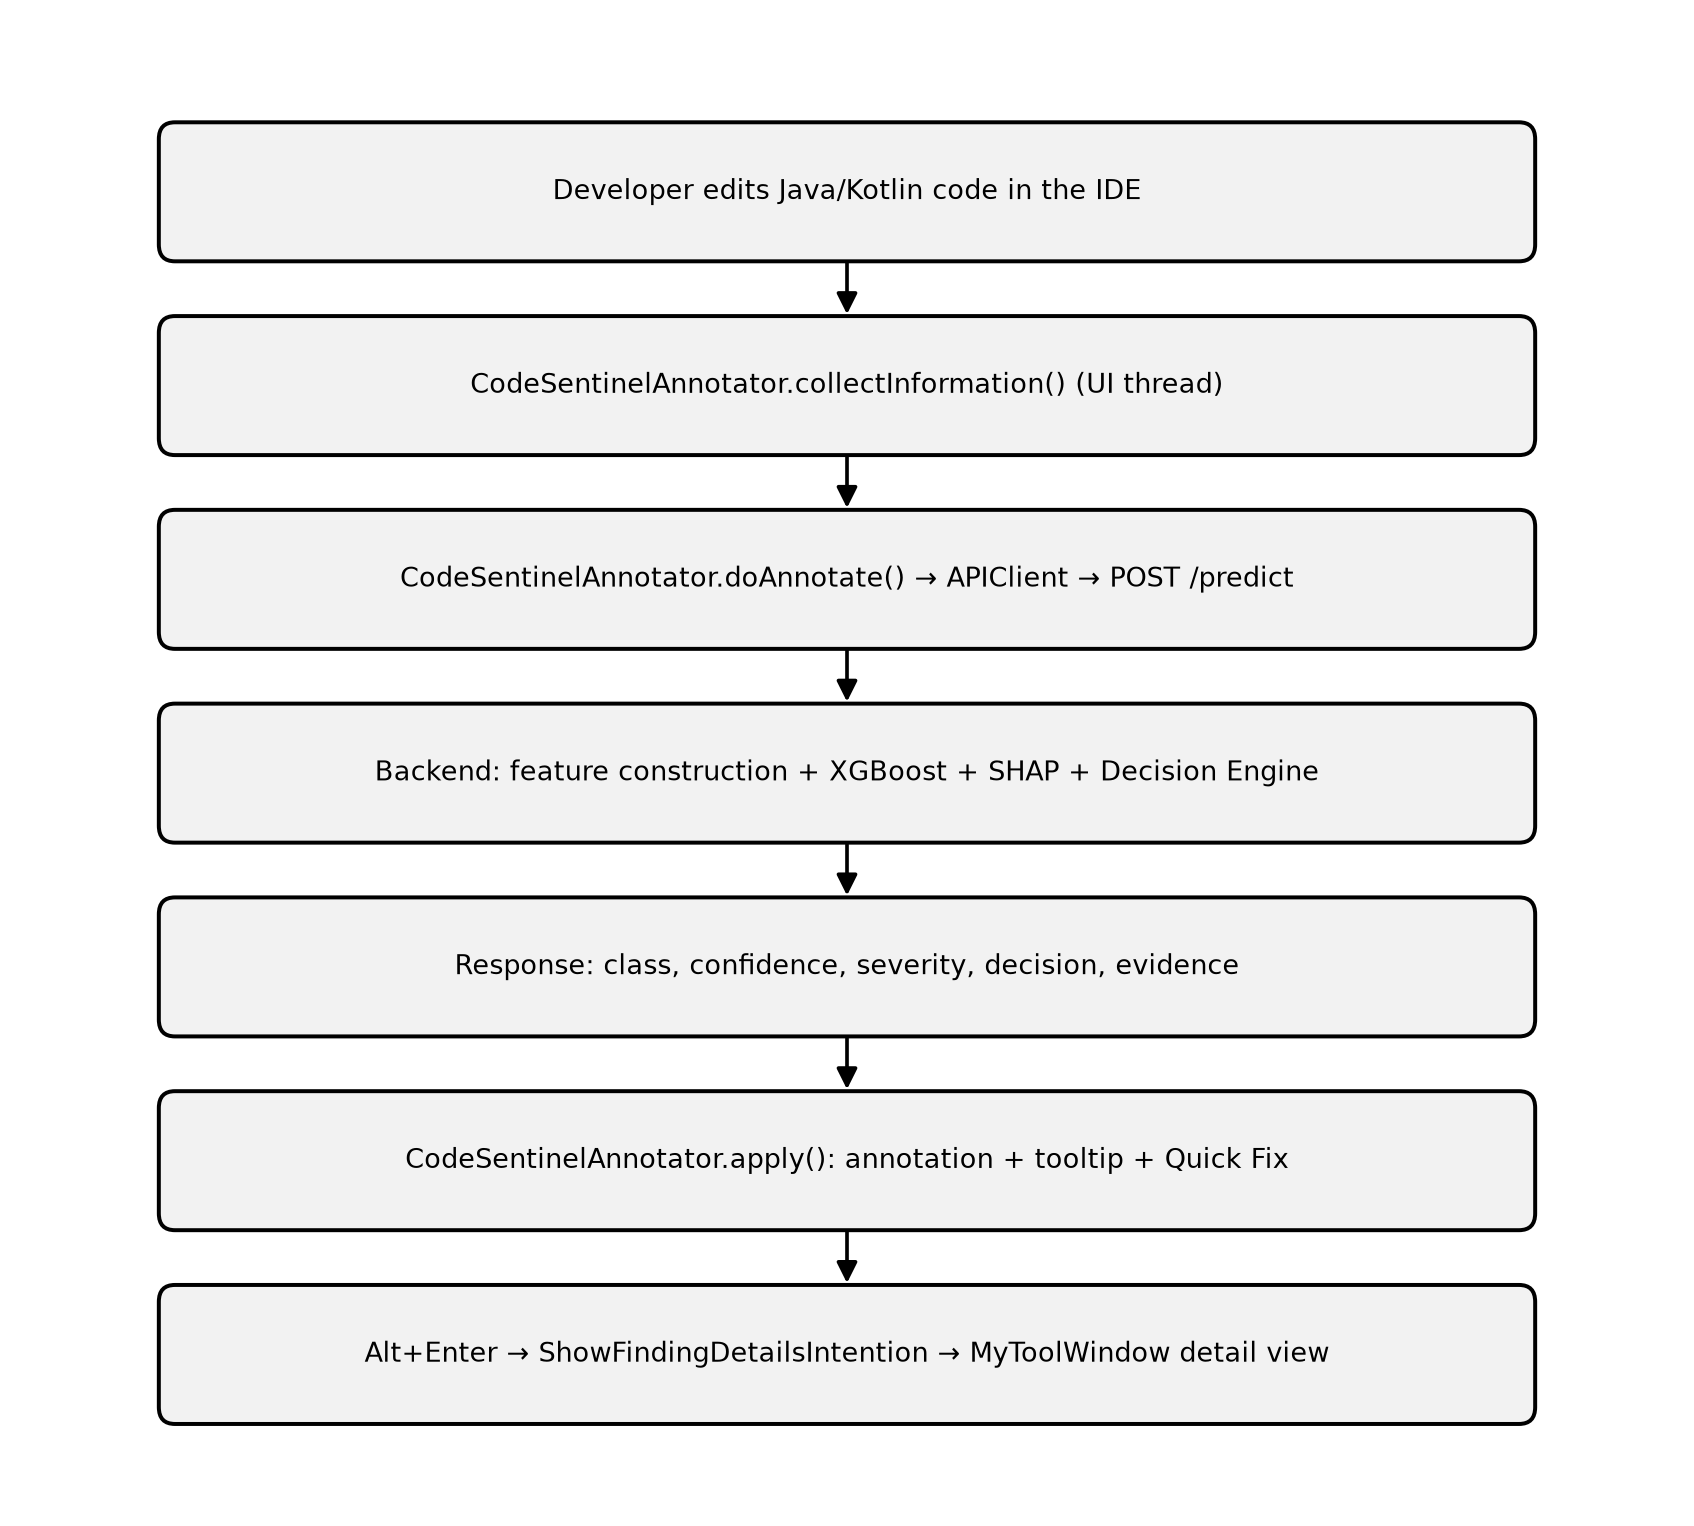 Developer edits Java/Kotlin code in the IDE
CodeSentinelAnnotator.collectInformation() (UI thread)
CodeSentinelAnnotator.doAnnotate() → APIClient → POST /predict
Backend: feature construction + XGBoost + SHAP + Decision Engine
Response: class, confidence, severity, decision, evidence
CodeSentinelAnnotator.apply(): annotation + tooltip + Quick Fix
Alt+Enter → ShowFindingDetailsIntention → MyToolWindow detail view